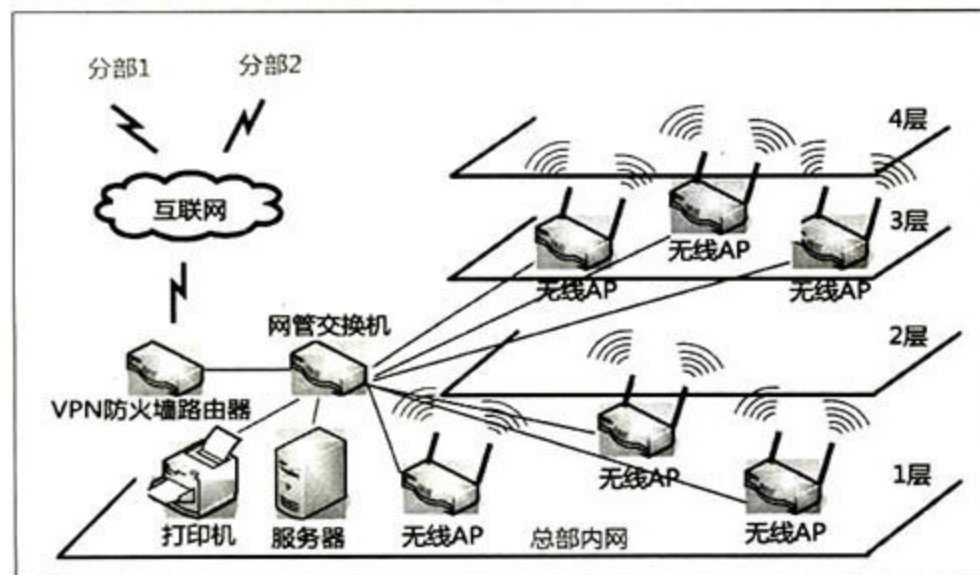 分部1
分部2
4层
互联网
无线AP
3层
无线AP
无线AP
网管交换机
2层
VPN防火墙路由器
无线AP
1层
打印机
服务器
无线AP
总部内网
无线AP